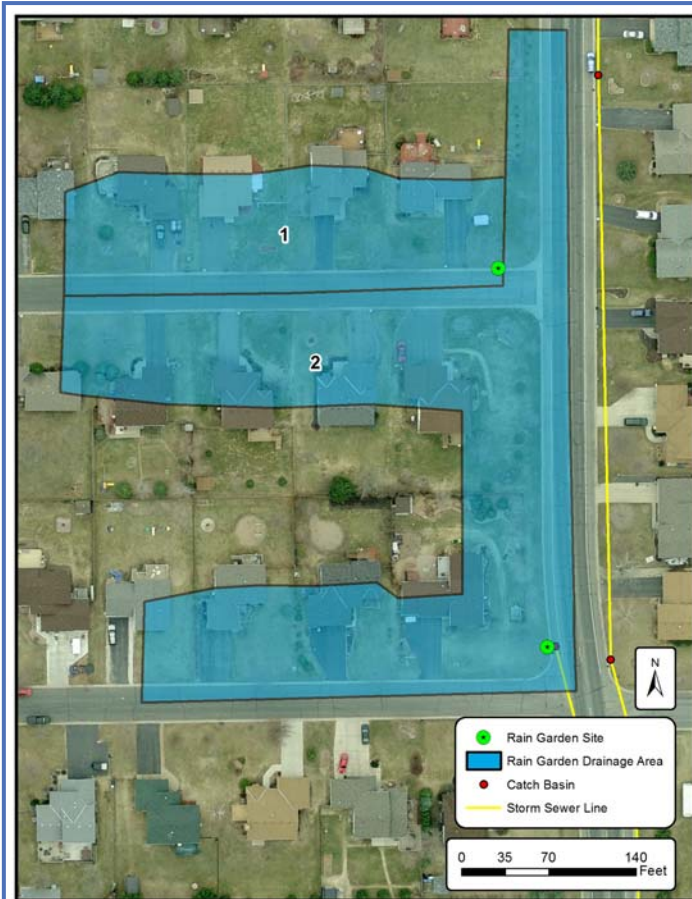 1
2
N
Rain Garden Site
Rain Garden Drainage Area
Catch Basin
Storm Sewer Line
0 35 70 140
Feet